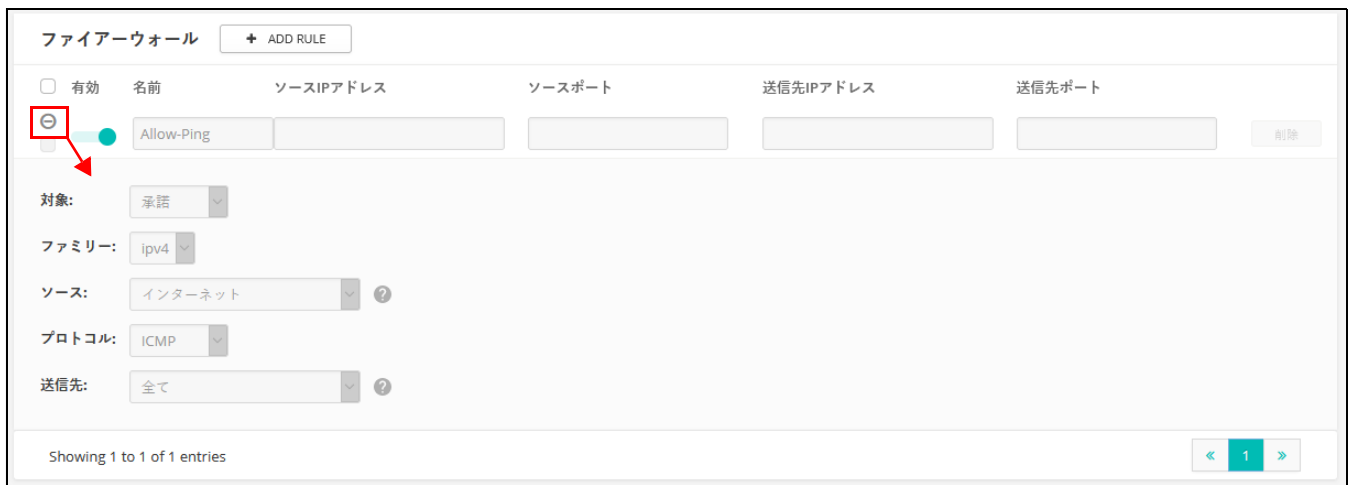 ファイアーウォール + ADD RULE
有効 名前 ソースIPアドレス ソースポート 送信先IPアドレス 送信先ポート
Allow-Ping 削除
対象: 承諾
ファミリー: ipv4
ソース: インターネット ?
プロトコル: ICMP
送信先: 全て ?
Showing 1 to 1 of 1 entries « 1 »